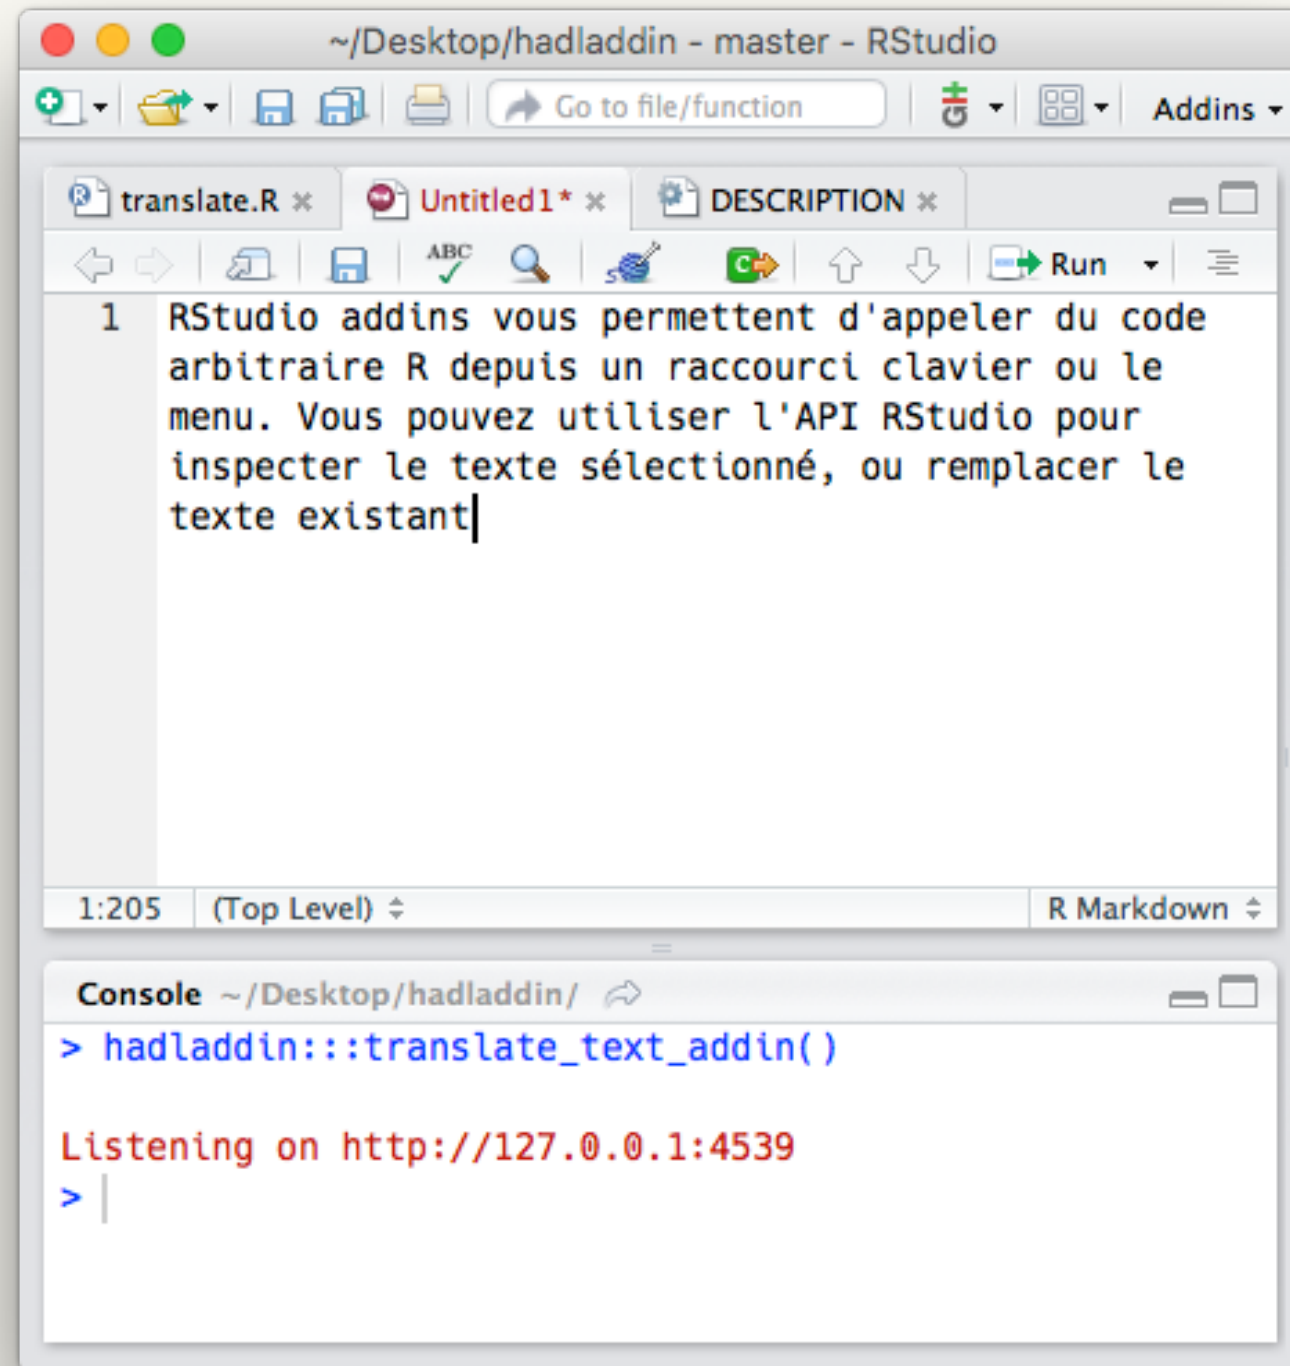 ~/Desktop/hadladdin - master - RStudio
Go to file/function
Addins
translate.R
Untitled1*
DESCRIPTION
ABC
Run
1 RStudio addins vous permettent d'appeler du code
arbitraire R depuis un raccourci clavier ou le
menu. Vous pouvez utiliser l'API RStudio pour
inspecter le texte sélectionné, ou remplacer le
texte existant
1:205 (Top Level) R Markdown
Console ~/Desktop/hadladdin/
> hadladdin:::translate_text_addin()
Listening on http://127.0.0.1:4539
>